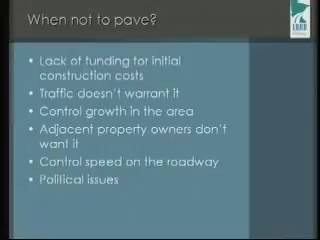 When not to pave?
• Lack of funding for initial
construction costs
• Traffic doesn't warrant it
• Control growth in the area
• Adjacent property owners don't
want it
• Control speed on the roadway
• Political issues